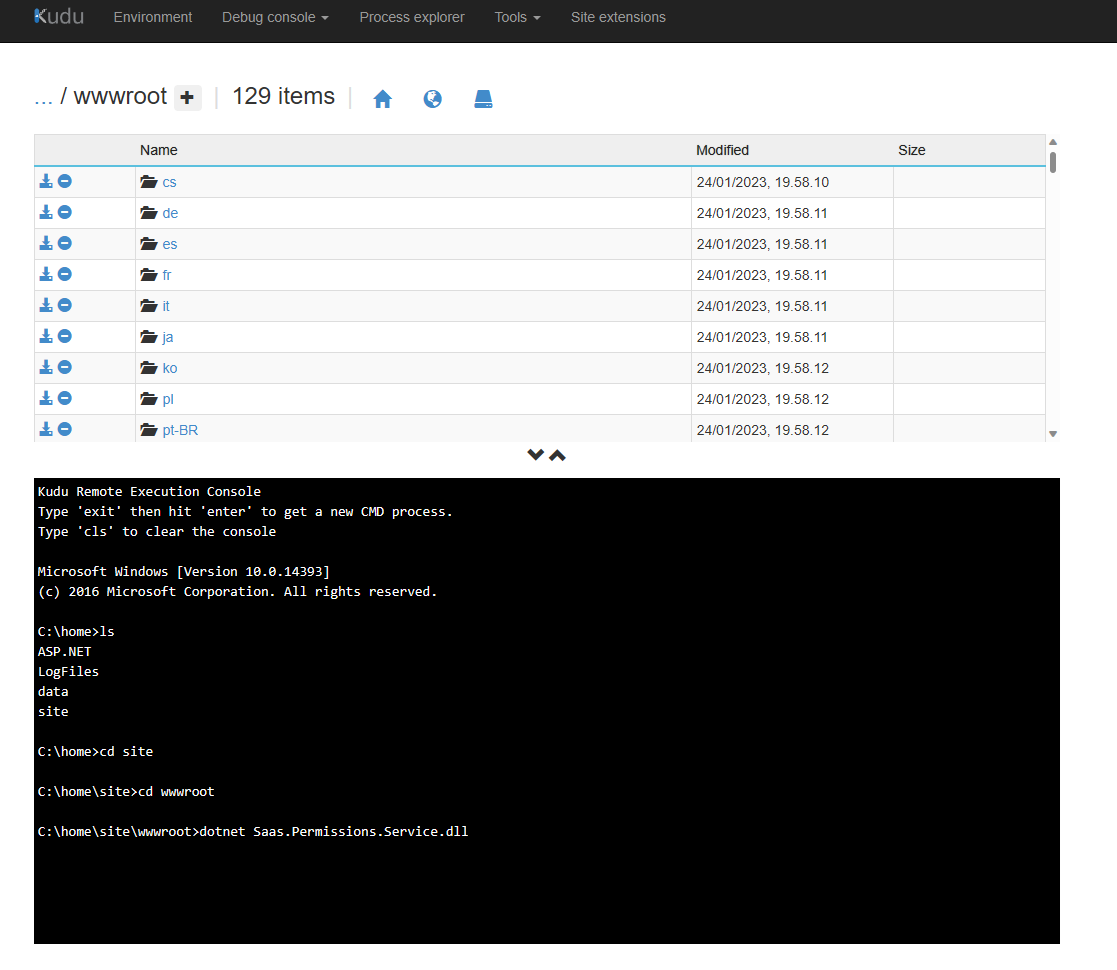 Kudu Environment Debug console Process explorer Tools Site extensions
... / wwwroot + | 129 items |
Name Modified Size
cs 24/01/2023, 19.58.10
de 24/01/2023, 19.58.11
es 24/01/2023, 19.58.11
fr 24/01/2023, 19.58.11
it 24/01/2023, 19.58.11
ja 24/01/2023, 19.58.11
ko 24/01/2023, 19.58.12
pl 24/01/2023, 19.58.12
pt-BR 24/01/2023, 19.58.12
Kudu Remote Execution Console
Type 'exit' then hit 'enter' to get a new CMD process.
Type 'cls' to clear the console
Microsoft Windows [Version 10.0.14393]
(c) 2016 Microsoft Corporation. All rights reserved.
C:\home>ls
ASP.NET
LogFiles
data
site
C:\home>cd site
C:\home\site>cd wwwroot
C:\home\site\wwwroot>dotnet Saas.Permissions.Service.dll